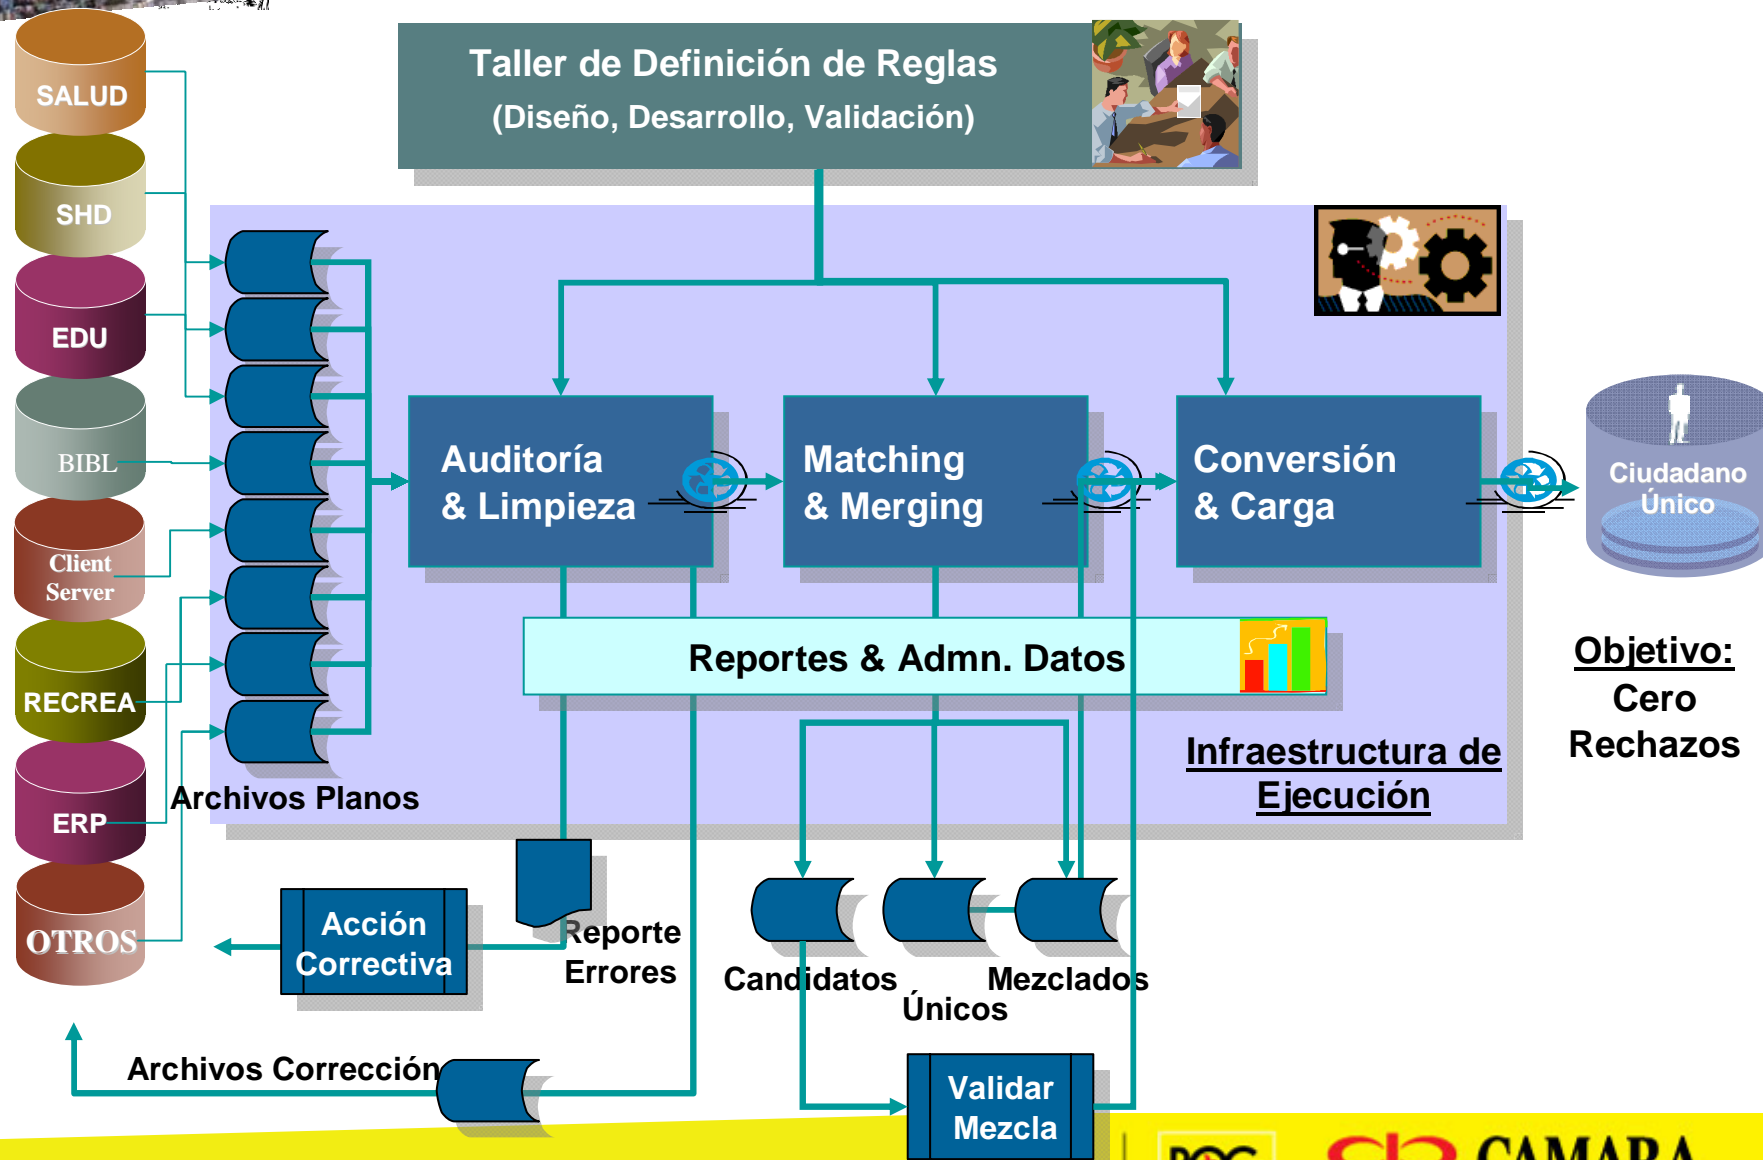 Taller de Definición de Reglas
(Diseño, Desarrollo, Validación)
SALUD
SHD
EDU
BIBL
Client
Server
RECREA
ERP
OTROS
Archivos Planos
Auditoría
& Limpieza
Matching
& Merging
Conversión
& Carga
Ciudadano
Único
Reportes & Admn. Datos
Objetivo:
Cero
Rechazos
Infraestructura de
Ejecución
Acción
Correctiva
Reporte
Errores
Candidatos
Únicos
Mezclados
Archivos Corrección
Validar
Mezcla
CAMARA